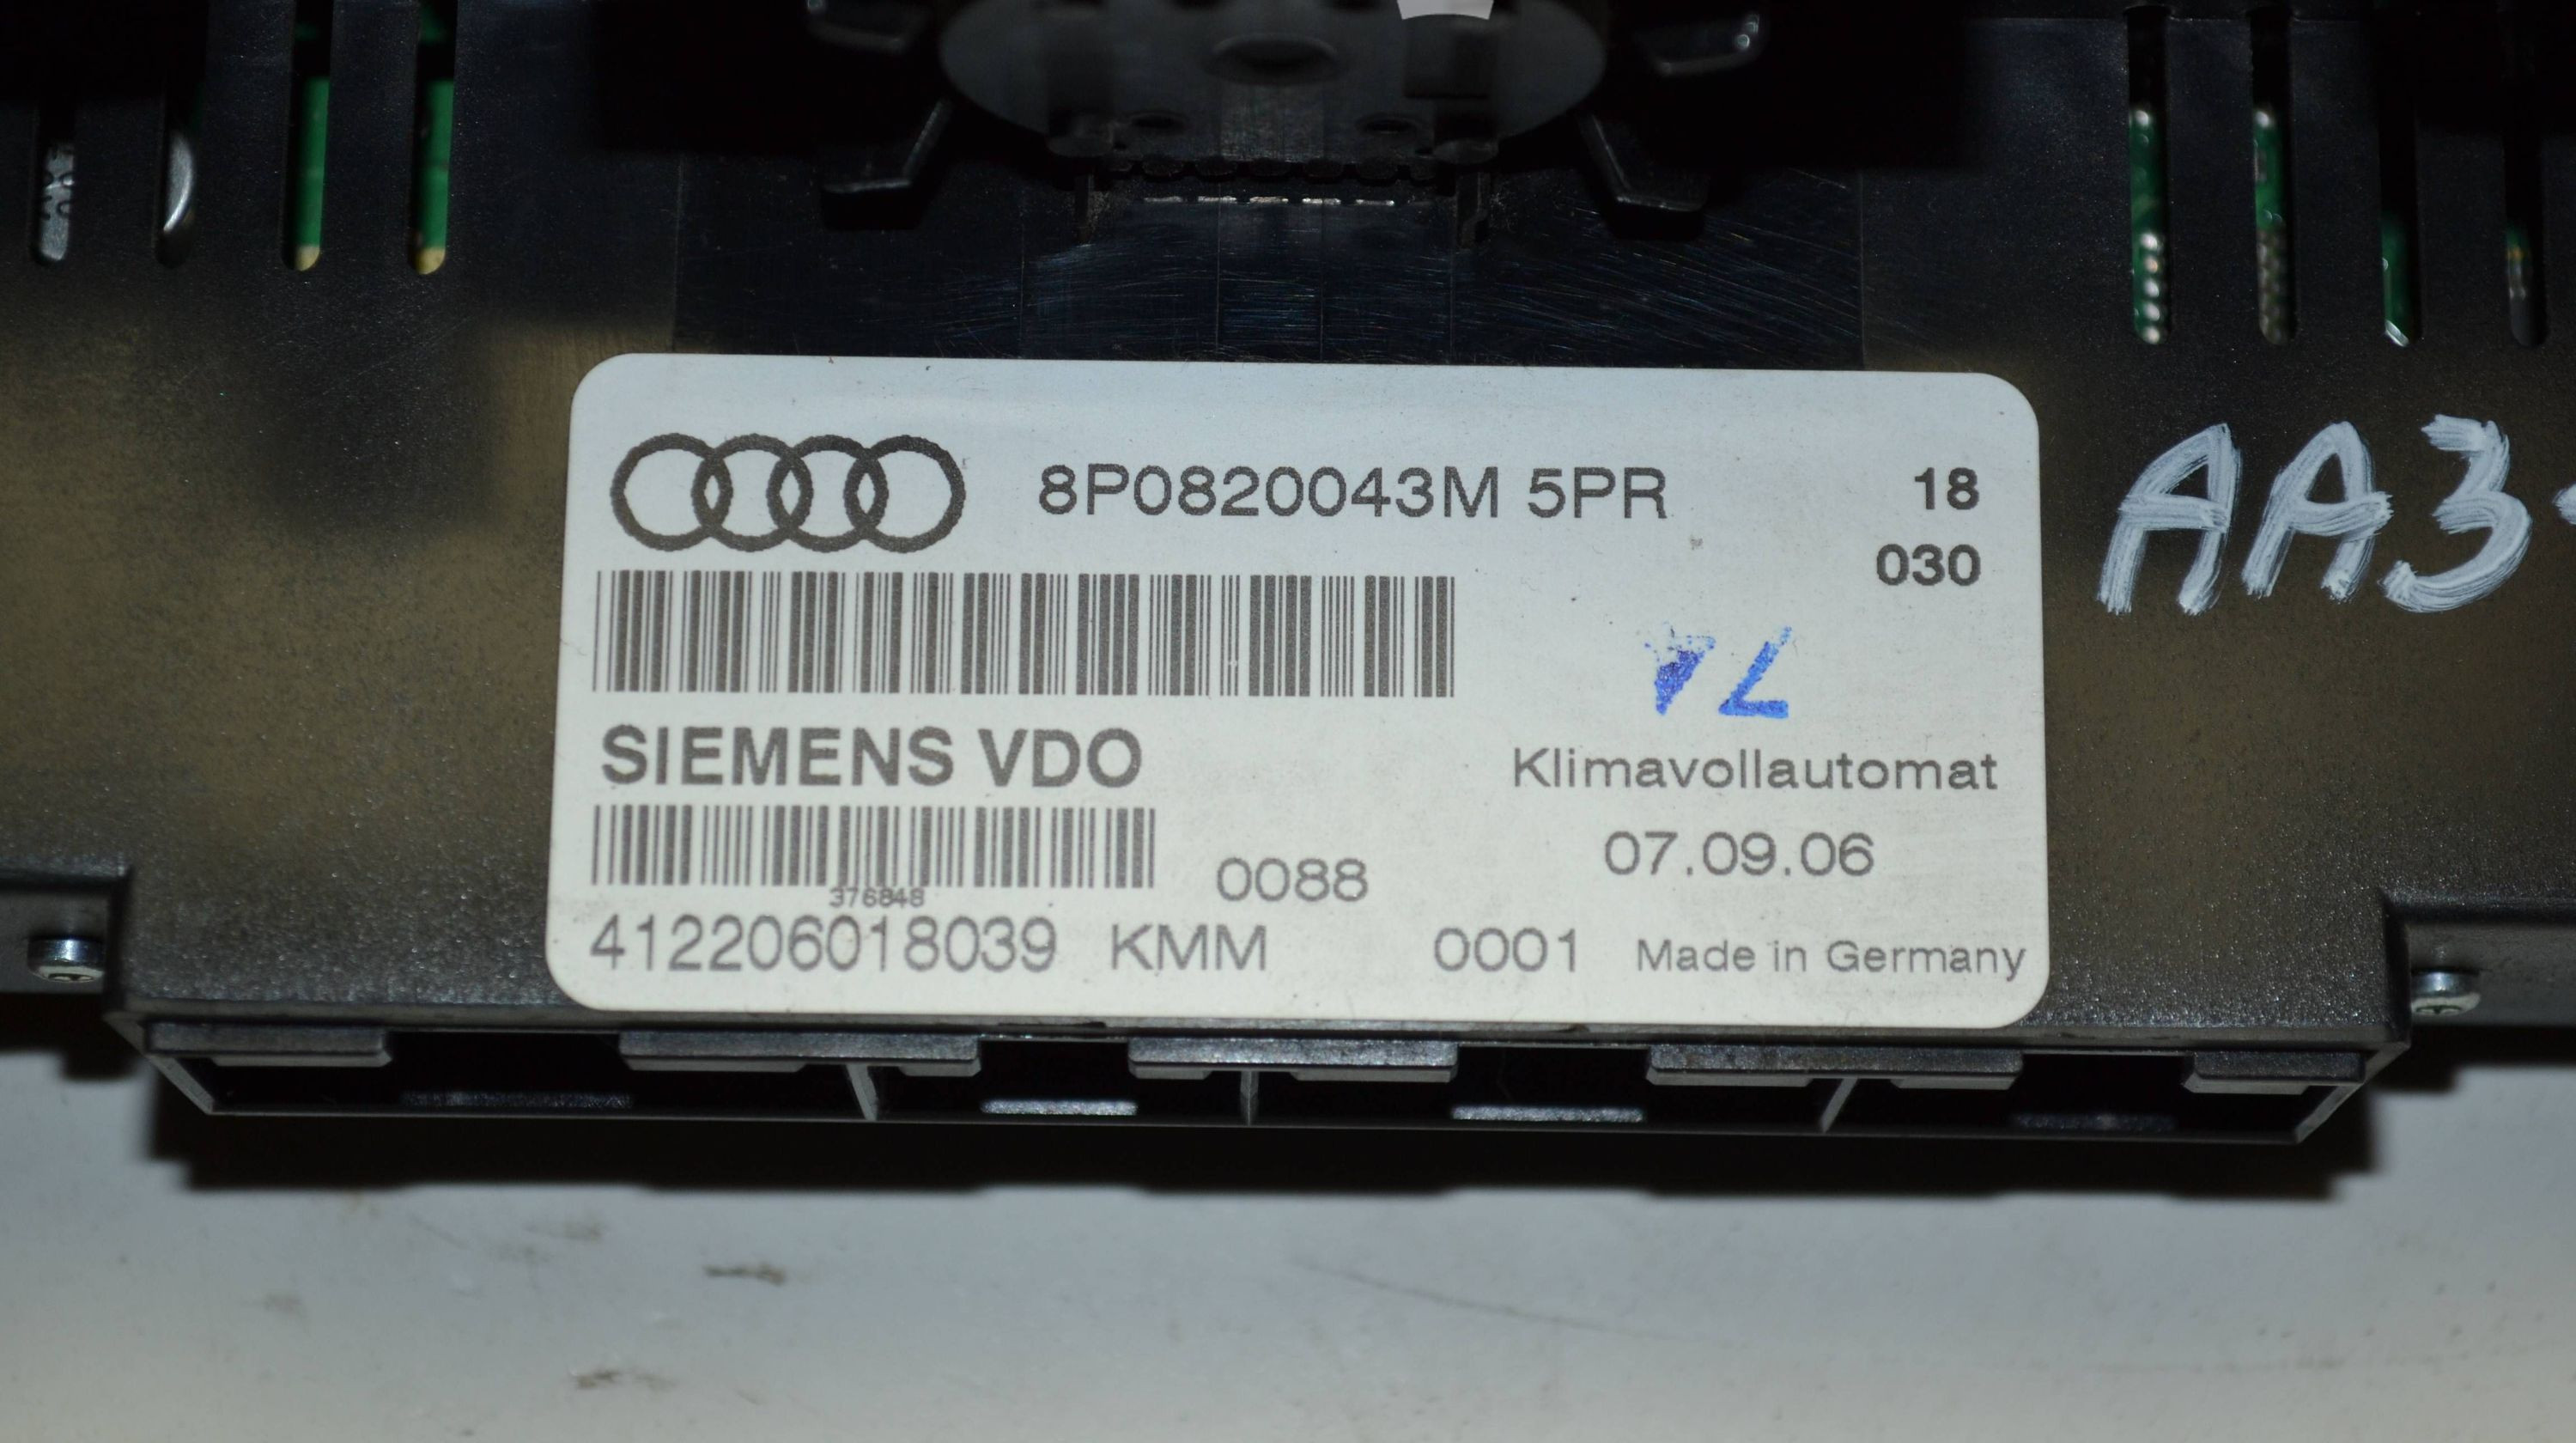 8P0820043M 5PR 18
030
AA3-
SIEMENS VDO
Klimavollautomat
07.09.06
0088
376848
412206018039 KMM 0001 Made in Germany